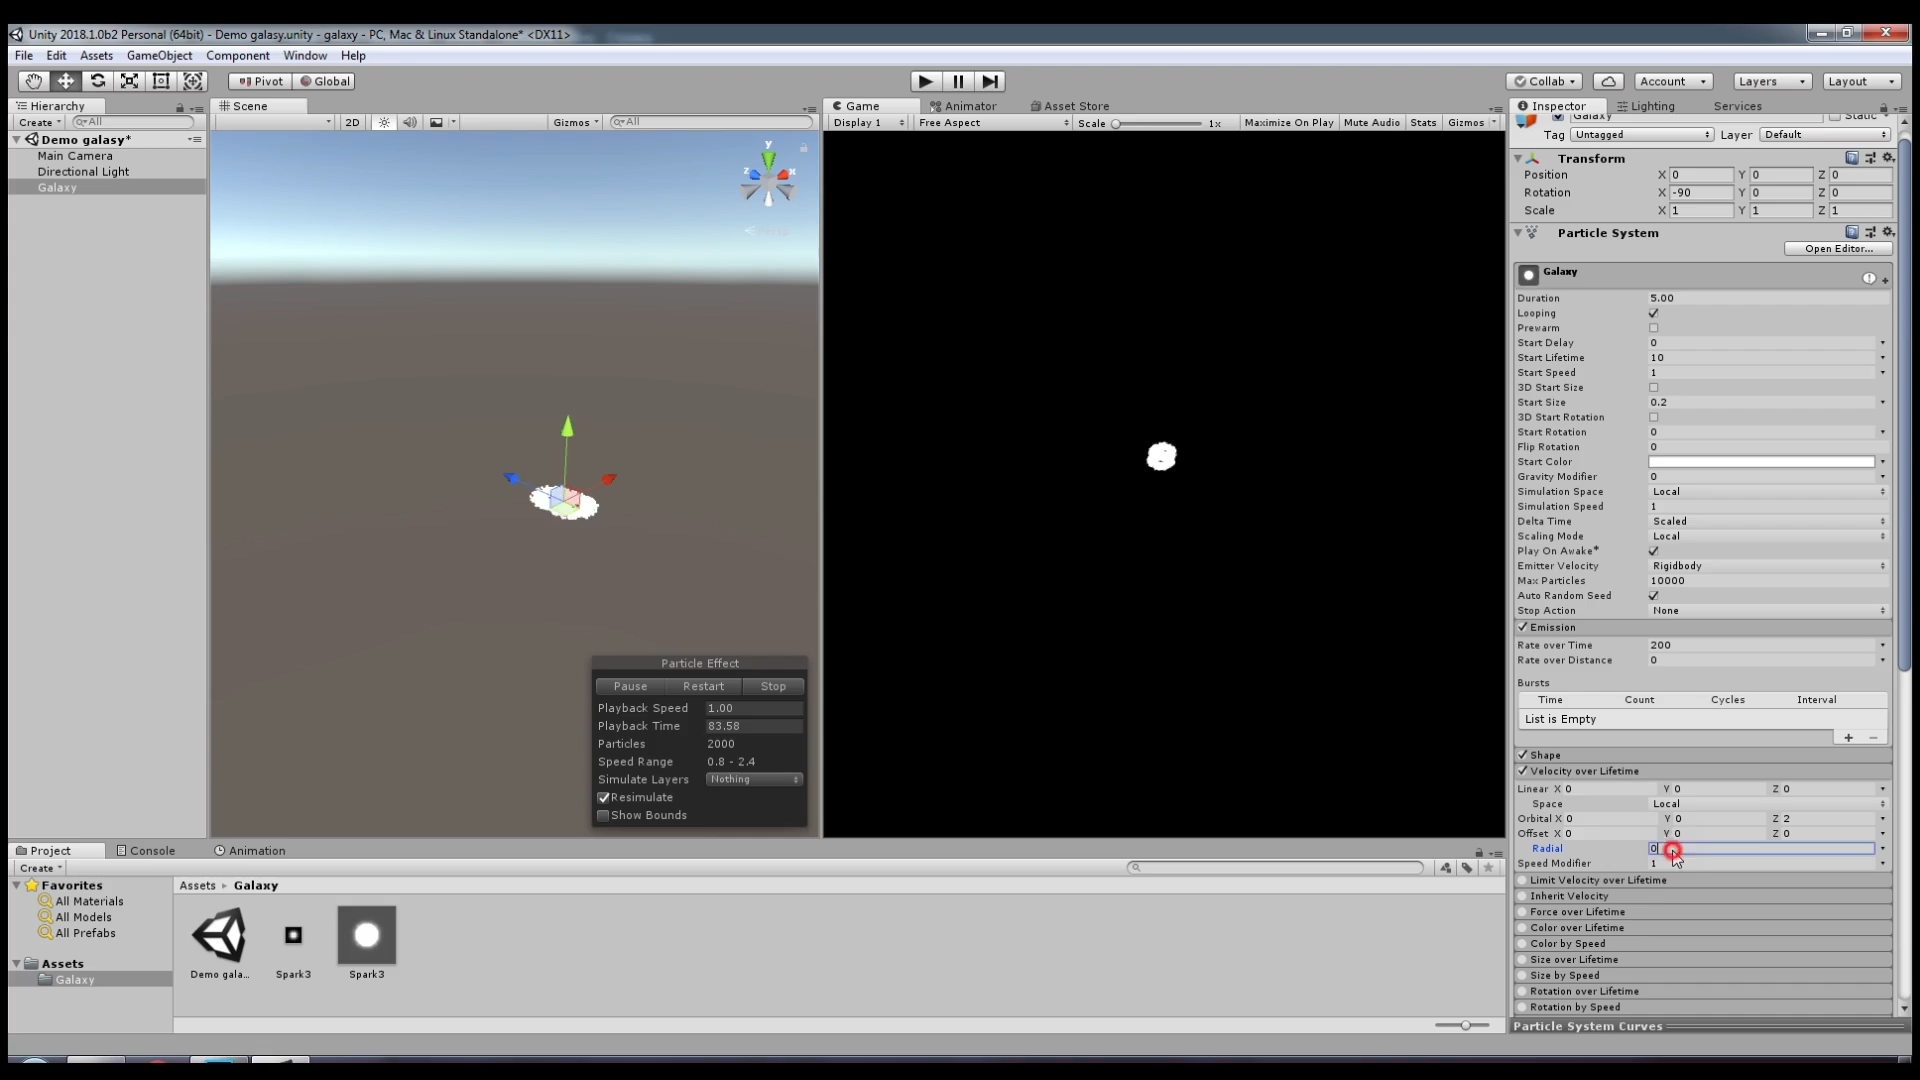 Unity 2018.1.0b2 Personal (64bit) - Demo galasy.unity - galaxy - PC, Mac & Linux Standalone* <DX11>
File Edit Assets GameObject Component Window Help
Pivot Global Collab Account Layers Layout
Hierarchy
Create All
Demo galasy*
Main Camera
Directional Light
Galaxy
Scene
2D Gizmos All
y
z x
Game Animator Asset Store
Display 1 Free Aspect Scale 1x Maximize On Play Mute Audio Stats Gizmos
Particle Effect
Pause Restart Stop
Playback Speed 1.00
Playback Time 83.58
Particles 2000
Speed Range 0.8 - 2.4
Simulate Layers Nothing
Resimulate
Show Bounds
Inspector Lighting Services
Galaxy Static
Tag Untagged Layer Default
Transform
Position X 0 Y 0 Z 0
Rotation X -90 Y 0 Z 0
Scale X 1 Y 1 Z 1
Particle System
Open Editor...
Galaxy
Duration 5.00
Looping
Prewarm
Start Delay 0
Start Lifetime 10
Start Speed 1
3D Start Size
Start Size 0.2
3D Start Rotation
Start Rotation 0
Flip Rotation 0
Start Color
Gravity Modifier 0
Simulation Space Local
Simulation Speed 1
Delta Time Scaled
Scaling Mode Local
Play On Awake*
Emitter Velocity Rigidbody
Max Particles 10000
Auto Random Seed
Stop Action None
Emission
Rate over Time 200
Rate over Distance 0
Bursts
Time Count Cycles Interval
List is Empty
Shape
Velocity over Lifetime
Linear X 0 Y 0 Z 0
Space Local
Orbital X 0 Y 0 Z 2
Offset X 0 Y 0 Z 0
Radial 0
Speed Modifier 1
Limit Velocity over Lifetime
Inherit Velocity
Force over Lifetime
Color over Lifetime
Color by Speed
Size over Lifetime
Size by Speed
Rotation over Lifetime
Rotation by Speed
Particle System Curves
Project Console Animation
Create
Favorites
All Materials
All Models
All Prefabs
Assets
Galaxy
Assets Galaxy
Demo gala... Spark3 Spark3